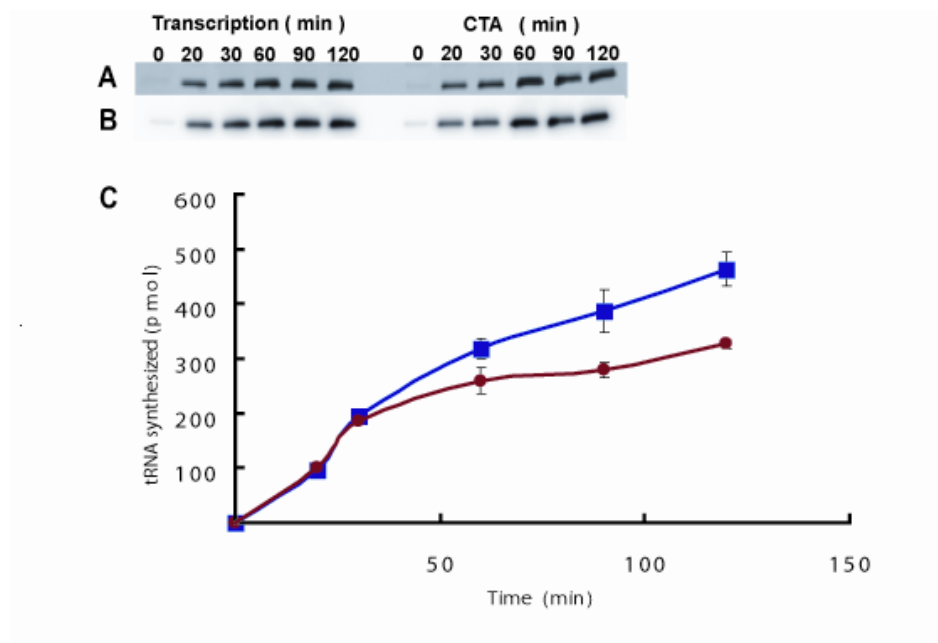 Transcription ( min ) CTA ( min )
0 20 30 60 90 120 0 20 30 60 90 120
A
B
C
600
500
400
300
200
100
50 100 150
tRNA synthesized (p m o l)
Time (min)